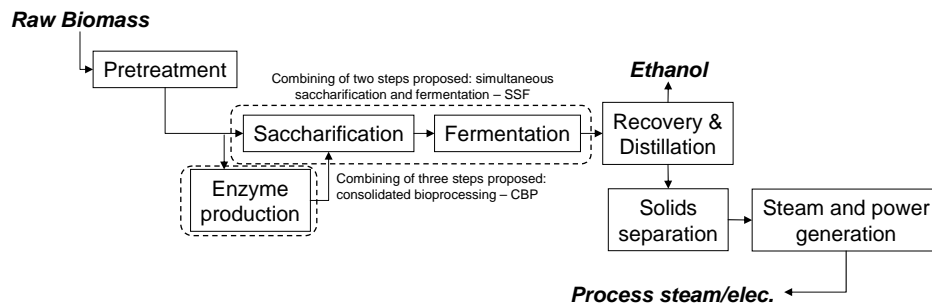 Raw Biomass
Pretreatment
Combining of two steps proposed: simultaneous
saccharification and fermentation – SSF
Ethanol
Saccharification
Fermentation
Recovery &
Distillation
Enzyme
production
Combining of three steps proposed:
consolidated bioprocessing – CBP
Solids
separation
Steam and power
generation
Process steam/elec.